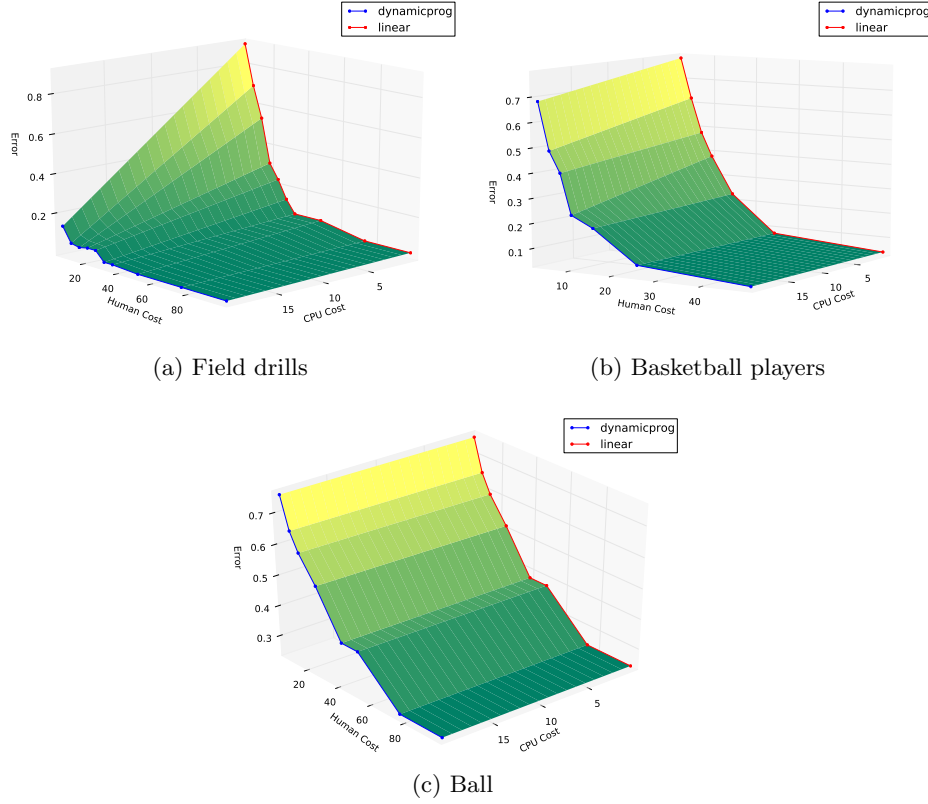 dynamicprog
linear
0.8
0.6
0.4
0.2
Error
20
40
60
80
Human Cost
15
10
5
CPU Cost
(a) Field drills
dynamicprog
linear
0.7
0.6
0.5
0.4
0.3
0.2
0.1
Error
10
20
30
40
Human Cost
15
10
5
CPU Cost
(b) Basketball players
dynamicprog
linear
0.7
0.6
0.5
0.4
0.3
Error
20
40
60
80
Human Cost
15
10
5
CPU Cost
(c) Ball